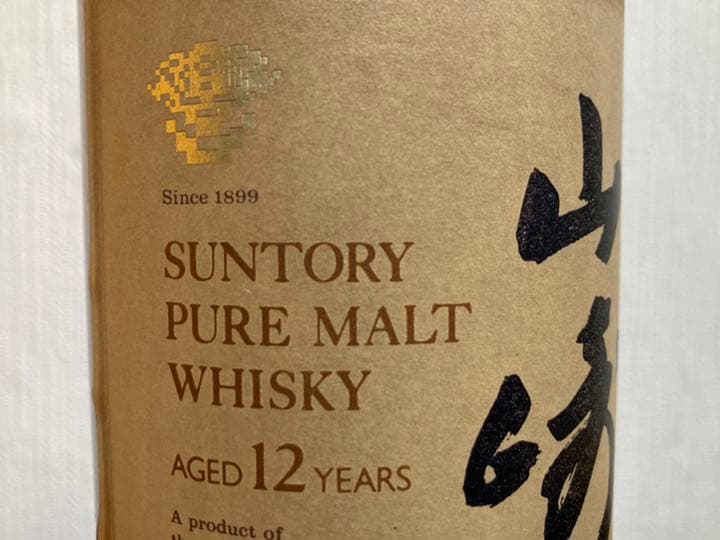 Since 1899
SUNTORY
PURE MALT
WHISKY
AGED 12 YEARS
A product of
山崎